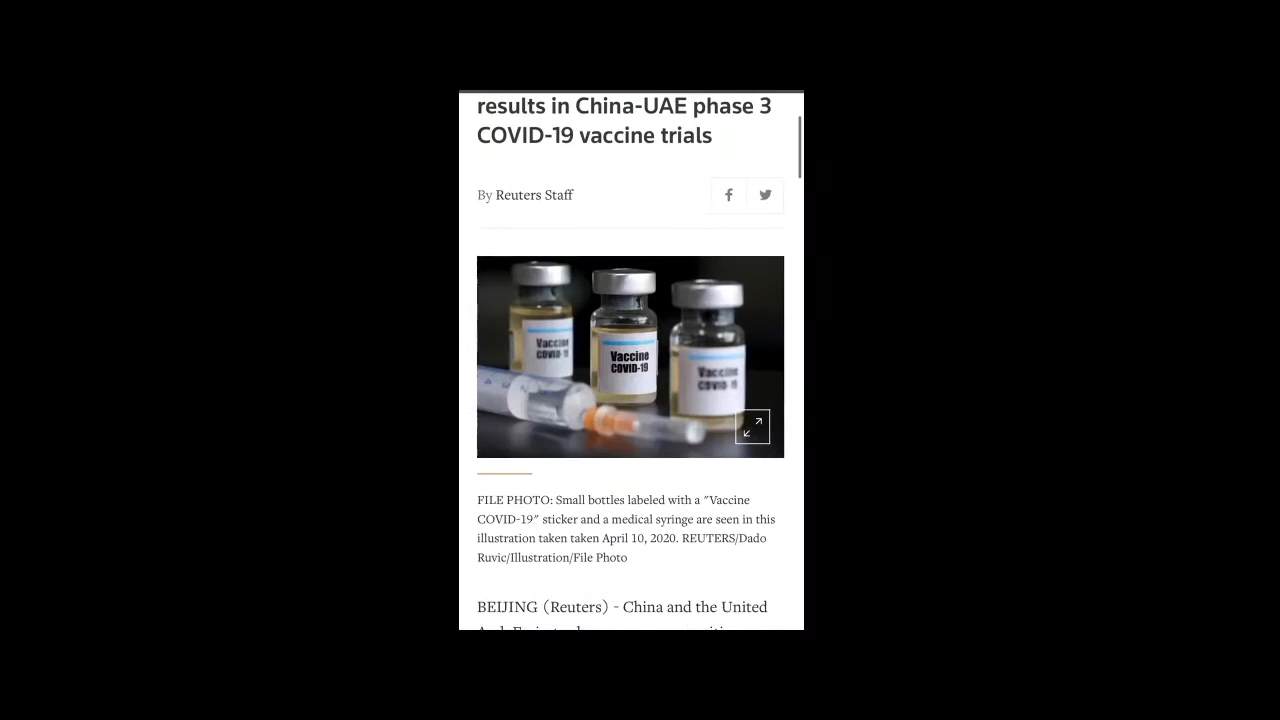 results in China-UAE phase 3
COVID-19 vaccine trials
By Reuters Staff
Vaccine
COVID-19
Vaccine
COVID-19
Vaccine
COVID-19
FILE PHOTO: Small bottles labeled with a "Vaccine
COVID-19" sticker and a medical syringe are seen in this
illustration taken taken April 10, 2020. REUTERS/Dado
Ruvic/Illustration/File Photo
BEIJING (Reuters) - China and the United